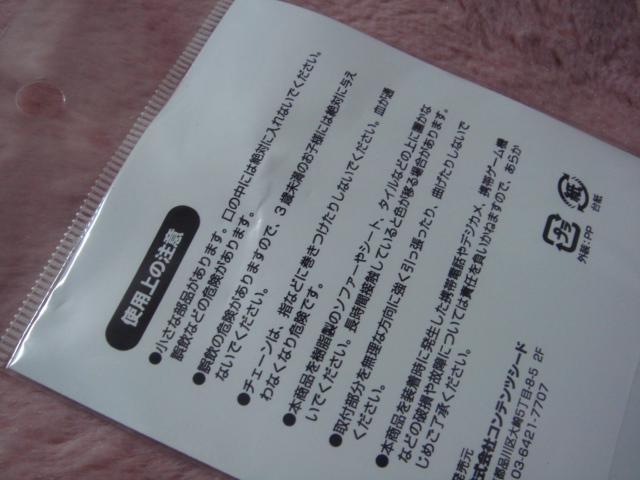 使用上の注意
●小さな部品があります。口の中には絶対に入れないでください。
誤飲などの危険があります。
●誤飲の危険がありますので、3歳未満のお子様には絶対に与え
ないでください。
●チェーンは、指などに巻きつけたりしないでください。血が通
わなくなり危険です。
●本商品を樹脂製のソファーやシート、タイルなどの上に置かな
いでください。長時間接触していると色が移る場合があります。
●取付部分を無理な方向に強く引っ張ったり、曲げたりしないで
ください。
●本商品を装着時に発生した携帯電話やデジカメ、携帯ゲーム機
などの破損や故障については責任を負いかねますので、あらか
じめご了承ください。
発売元
株式会社コンテンツシード
都品川区大崎5丁目-8-5 2F
03-6421-7707
紙
台紙
プラ
外装:PP